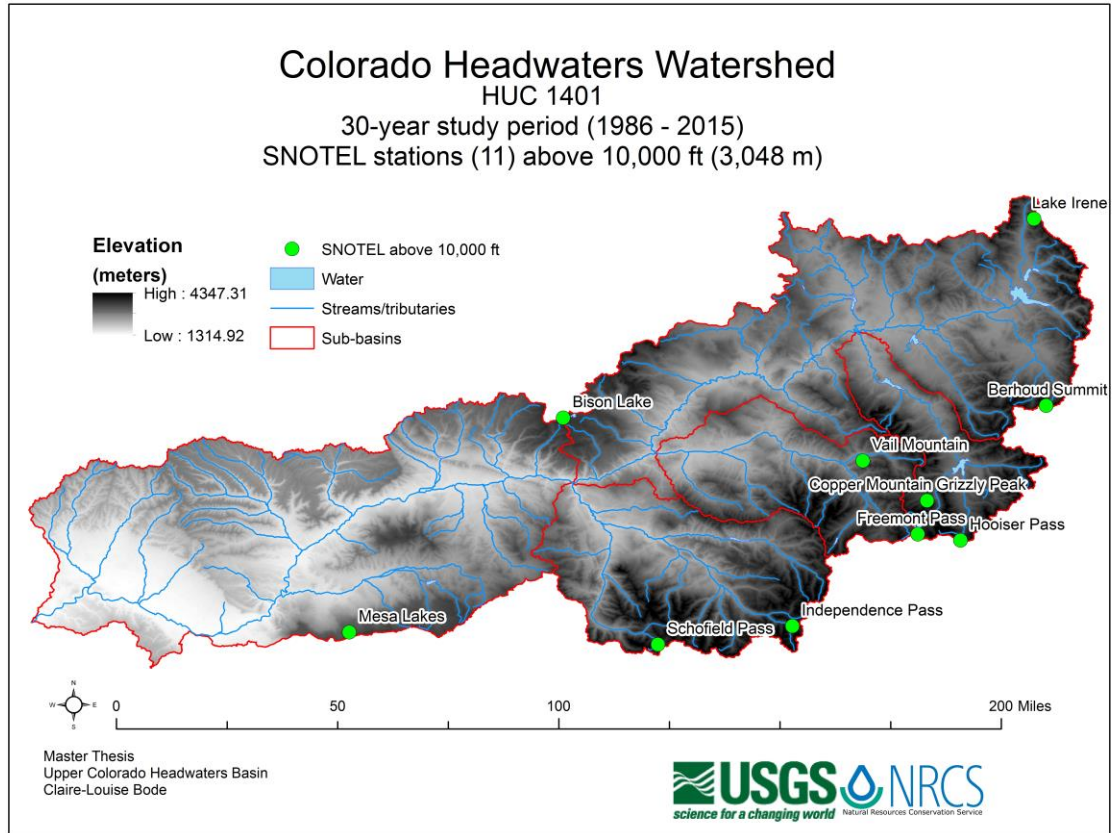 Colorado Headwaters Watershed
HUC 1401
30-year study period (1986 - 2015)
SNOTEL stations (11) above 10,000 ft (3,048 m)
Elevation
(meters)
High : 4347.31
Low : 1314.92
SNOTEL above 10,000 ft
Water
Streams/tributaries
Sub-basins
Lake Irene
Berhoud Summit
Bison Lake
Vail Mountain
Copper Mountain Grizzly Peak
Freemont Pass
Hooiser Pass
Independence Pass
Mesa Lakes
Schofield Pass
N
W E
S
0 50 100 200 Miles
Master Thesis
Upper Colorado Headwaters Basin
Claire-Louise Bode
USGS
science for a changing world
NRCS
Natural Resources Conservation Service